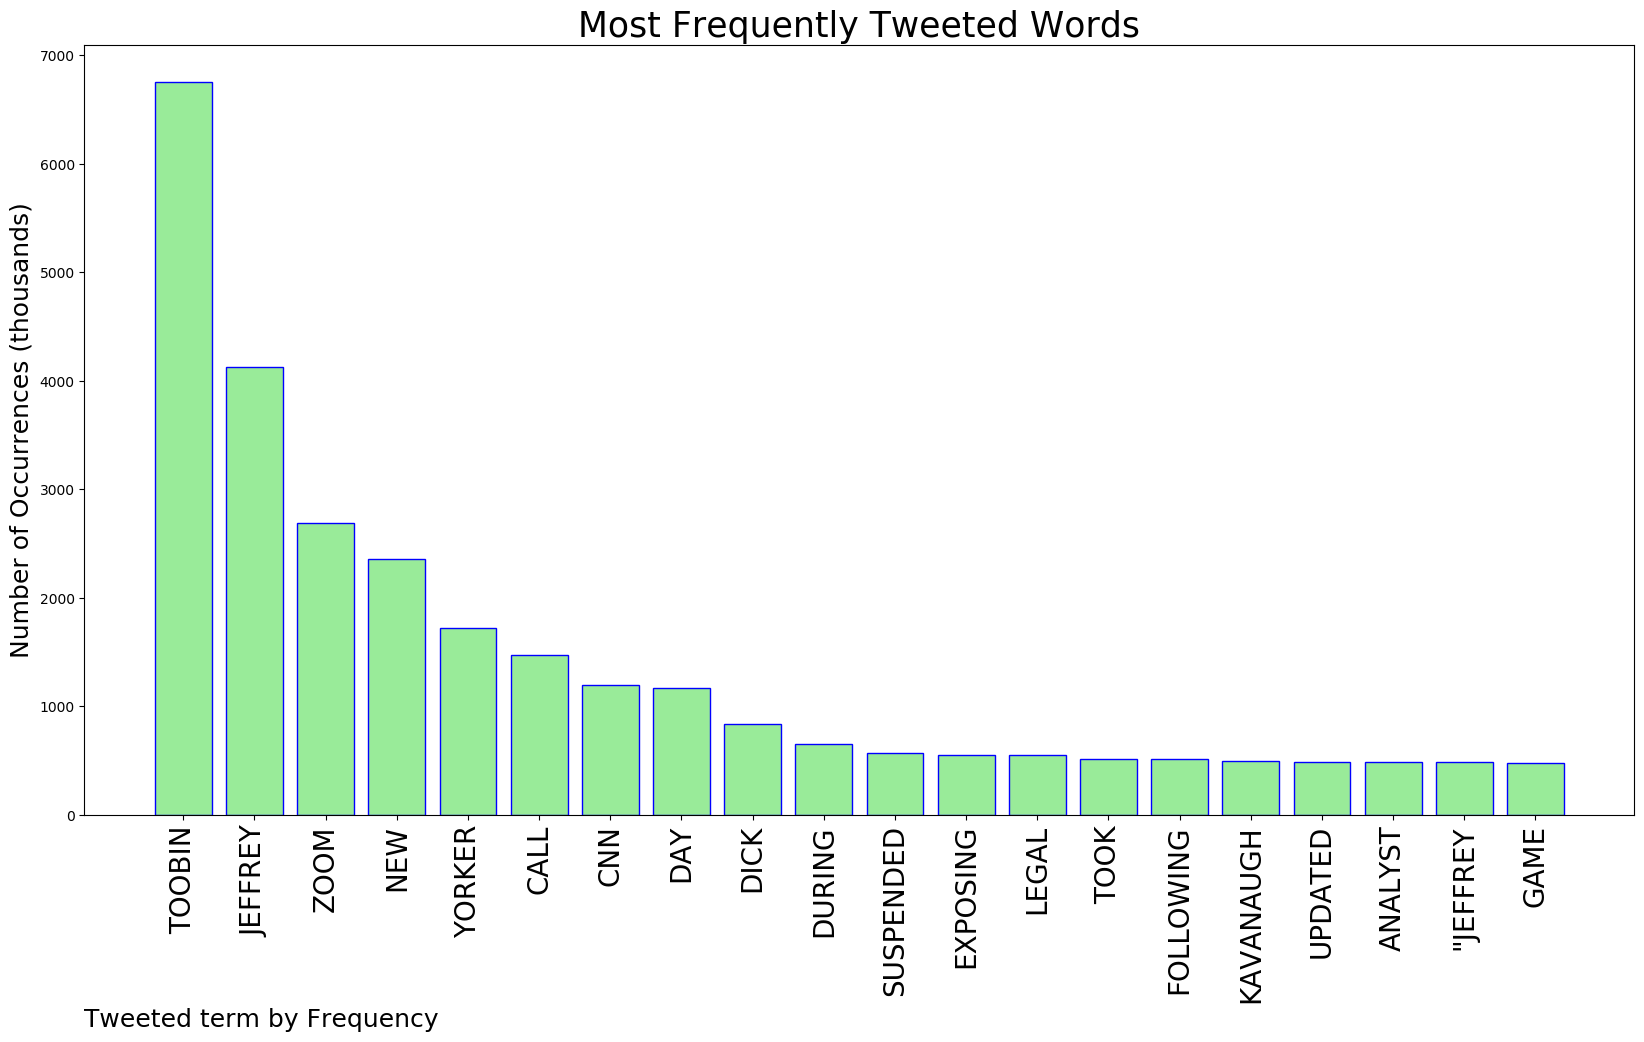 Most Frequently Tweeted Words
Number of Occurrences (thousands)
7000
6000
5000
4000
3000
2000
1000
0
TOOBIN
JEFFREY
ZOOM
NEW
YORKER
CALL
CNN
DAY
DICK
DURING
SUSPENDED
EXPOSING
LEGAL
TOOK
FOLLOWING
KAVANAUGH
UPDATED
ANALYST
"JEFFREY
GAME
Tweeted term by Frequency